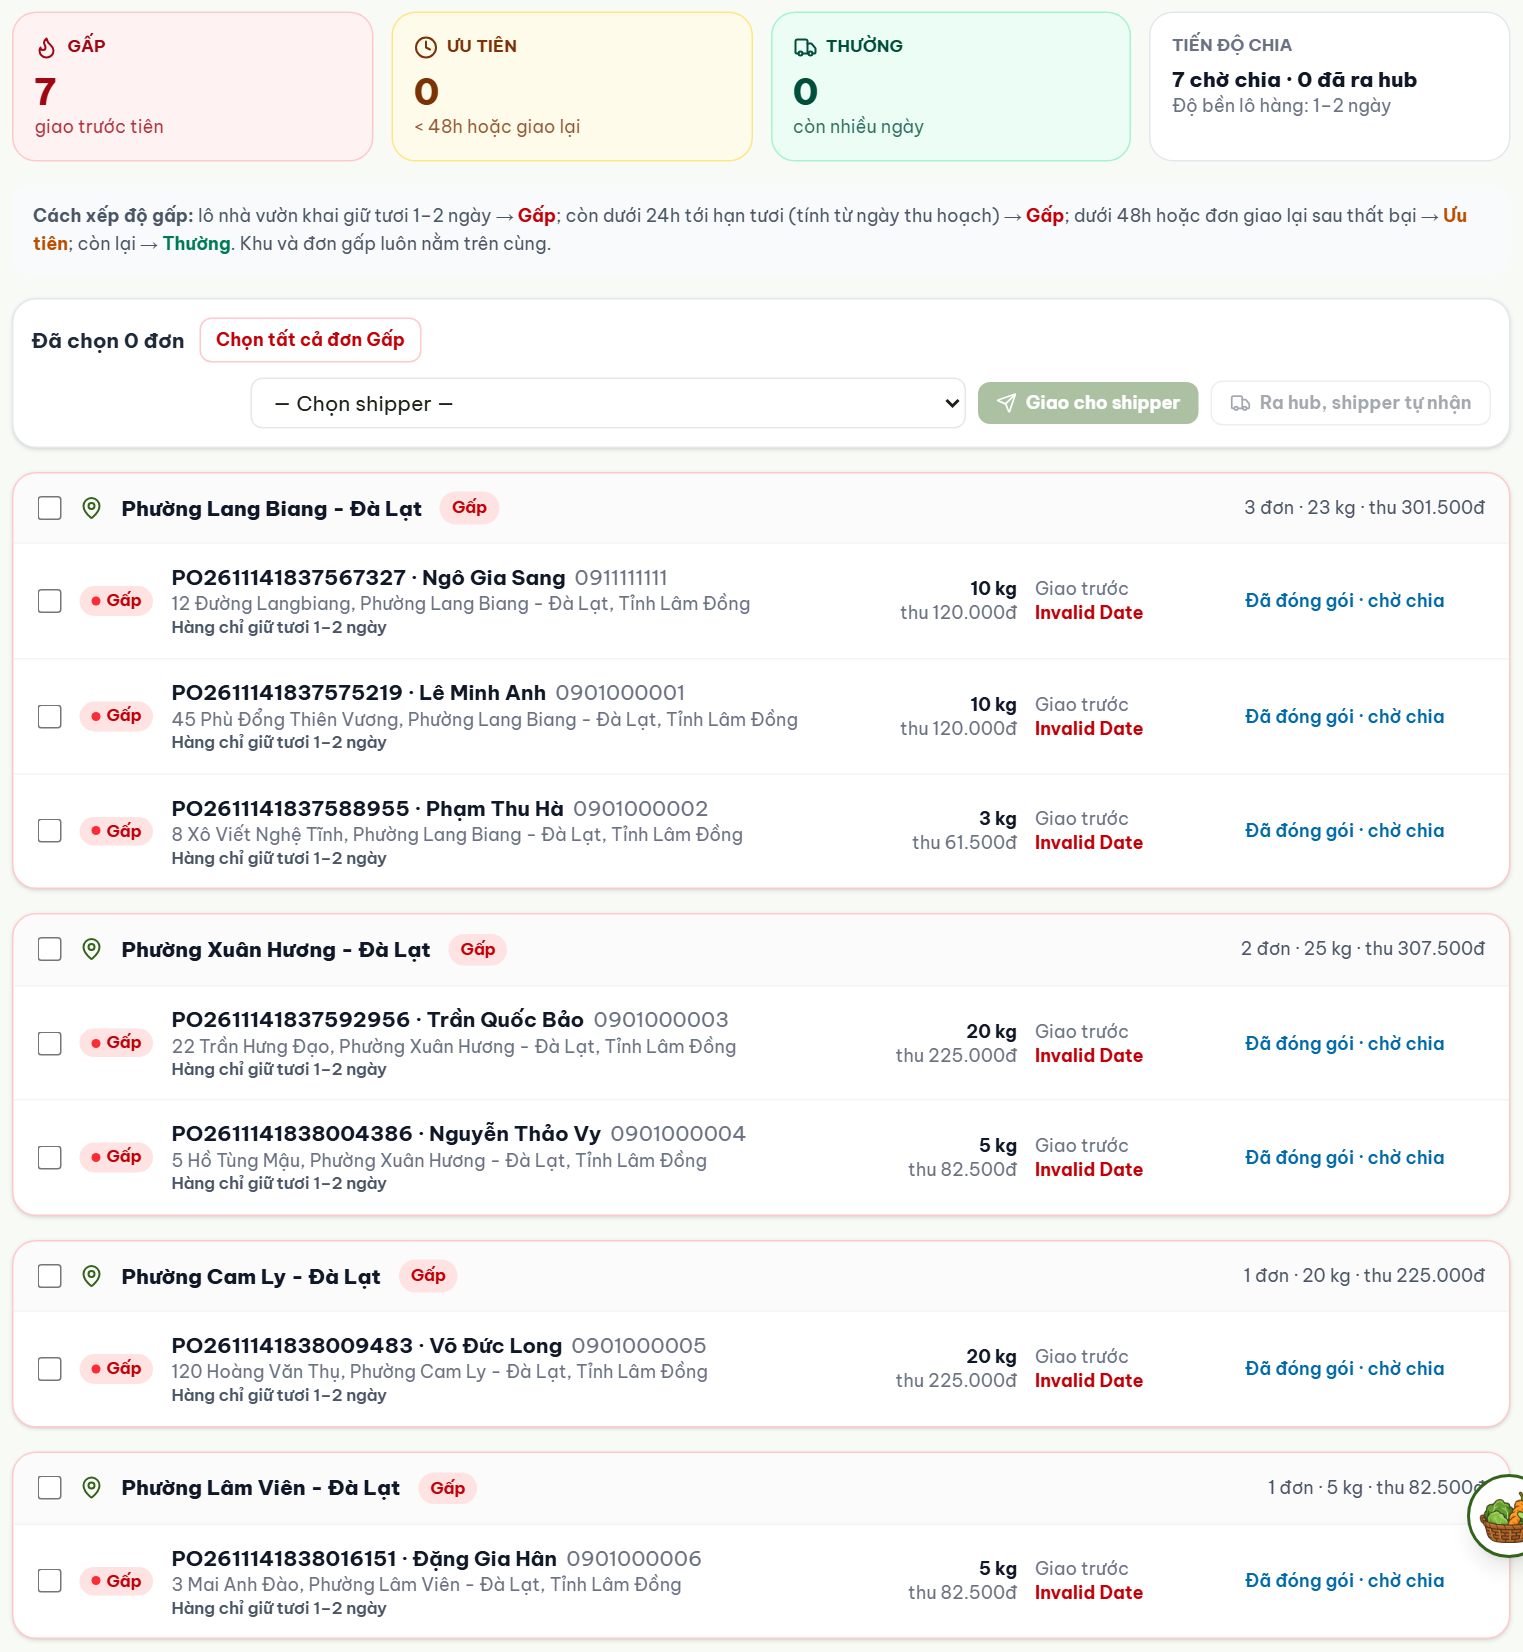 GẤP
7
giao trước tiên
ƯU TIÊN
0
< 48h hoặc giao lại
THƯỜNG
0
còn nhiều ngày
TIẾN ĐỘ CHIA
7 chờ chia · 0 đã ra hub
Độ bền lô hàng: 1–2 ngày
Cách xếp độ gấp: lô nhà vườn khai giữ tươi 1–2 ngày → Gấp; còn dưới 24h tới hạn tươi (tính từ ngày thu hoạch) → Gấp; dưới 48h hoặc đơn giao lại sau thất bại → Ưu
tiên; còn lại → Thường. Khu và đơn gấp luôn nằm trên cùng.
Đã chọn 0 đơn
Chọn tất cả đơn Gấp
— Chọn shipper —
Giao cho shipper
Ra hub, shipper tự nhận
Phường Lang Biang - Đà Lạt
Gấp
3 đơn · 23 kg · thu 301.500đ
Gấp
PO2611141837567327 · Ngô Gia Sang 0911111111
12 Đường Langbiang, Phường Lang Biang - Đà Lạt, Tỉnh Lâm Đồng
Hàng chỉ giữ tươi 1–2 ngày
10 kg
thu 120.000đ
Giao trước
Invalid Date
Đã đóng gói · chờ chia
Gấp
PO2611141837575219 · Lê Minh Anh 0901000001
45 Phù Đổng Thiên Vương, Phường Lang Biang - Đà Lạt, Tỉnh Lâm Đồng
Hàng chỉ giữ tươi 1–2 ngày
10 kg
thu 120.000đ
Giao trước
Invalid Date
Đã đóng gói · chờ chia
Gấp
PO2611141837588955 · Phạm Thu Hà 0901000002
8 Xô Viết Nghệ Tĩnh, Phường Lang Biang - Đà Lạt, Tỉnh Lâm Đồng
Hàng chỉ giữ tươi 1–2 ngày
3 kg
thu 61.500đ
Giao trước
Invalid Date
Đã đóng gói · chờ chia
Phường Xuân Hương - Đà Lạt
Gấp
2 đơn · 25 kg · thu 307.500đ
Gấp
PO2611141837592956 · Trần Quốc Bảo 0901000003
22 Trần Hưng Đạo, Phường Xuân Hương - Đà Lạt, Tỉnh Lâm Đồng
Hàng chỉ giữ tươi 1–2 ngày
20 kg
thu 225.000đ
Giao trước
Invalid Date
Đã đóng gói · chờ chia
Gấp
PO2611141838004386 · Nguyễn Thảo Vy 0901000004
5 Hồ Tùng Mậu, Phường Xuân Hương - Đà Lạt, Tỉnh Lâm Đồng
Hàng chỉ giữ tươi 1–2 ngày
5 kg
thu 82.500đ
Giao trước
Invalid Date
Đã đóng gói · chờ chia
Phường Cam Ly - Đà Lạt
Gấp
1 đơn · 20 kg · thu 225.000đ
Gấp
PO2611141838009483 · Võ Đức Long 0901000005
120 Hoàng Văn Thụ, Phường Cam Ly - Đà Lạt, Tỉnh Lâm Đồng
Hàng chỉ giữ tươi 1–2 ngày
20 kg
thu 225.000đ
Giao trước
Invalid Date
Đã đóng gói · chờ chia
Phường Lâm Viên - Đà Lạt
Gấp
1 đơn · 5 kg · thu 82.500đ
Gấp
PO2611141838016151 · Đặng Gia Hân 0901000006
3 Mai Anh Đào, Phường Lâm Viên - Đà Lạt, Tỉnh Lâm Đồng
Hàng chỉ giữ tươi 1–2 ngày
5 kg
thu 82.500đ
Giao trước
Invalid Date
Đã đóng gói · chờ chia